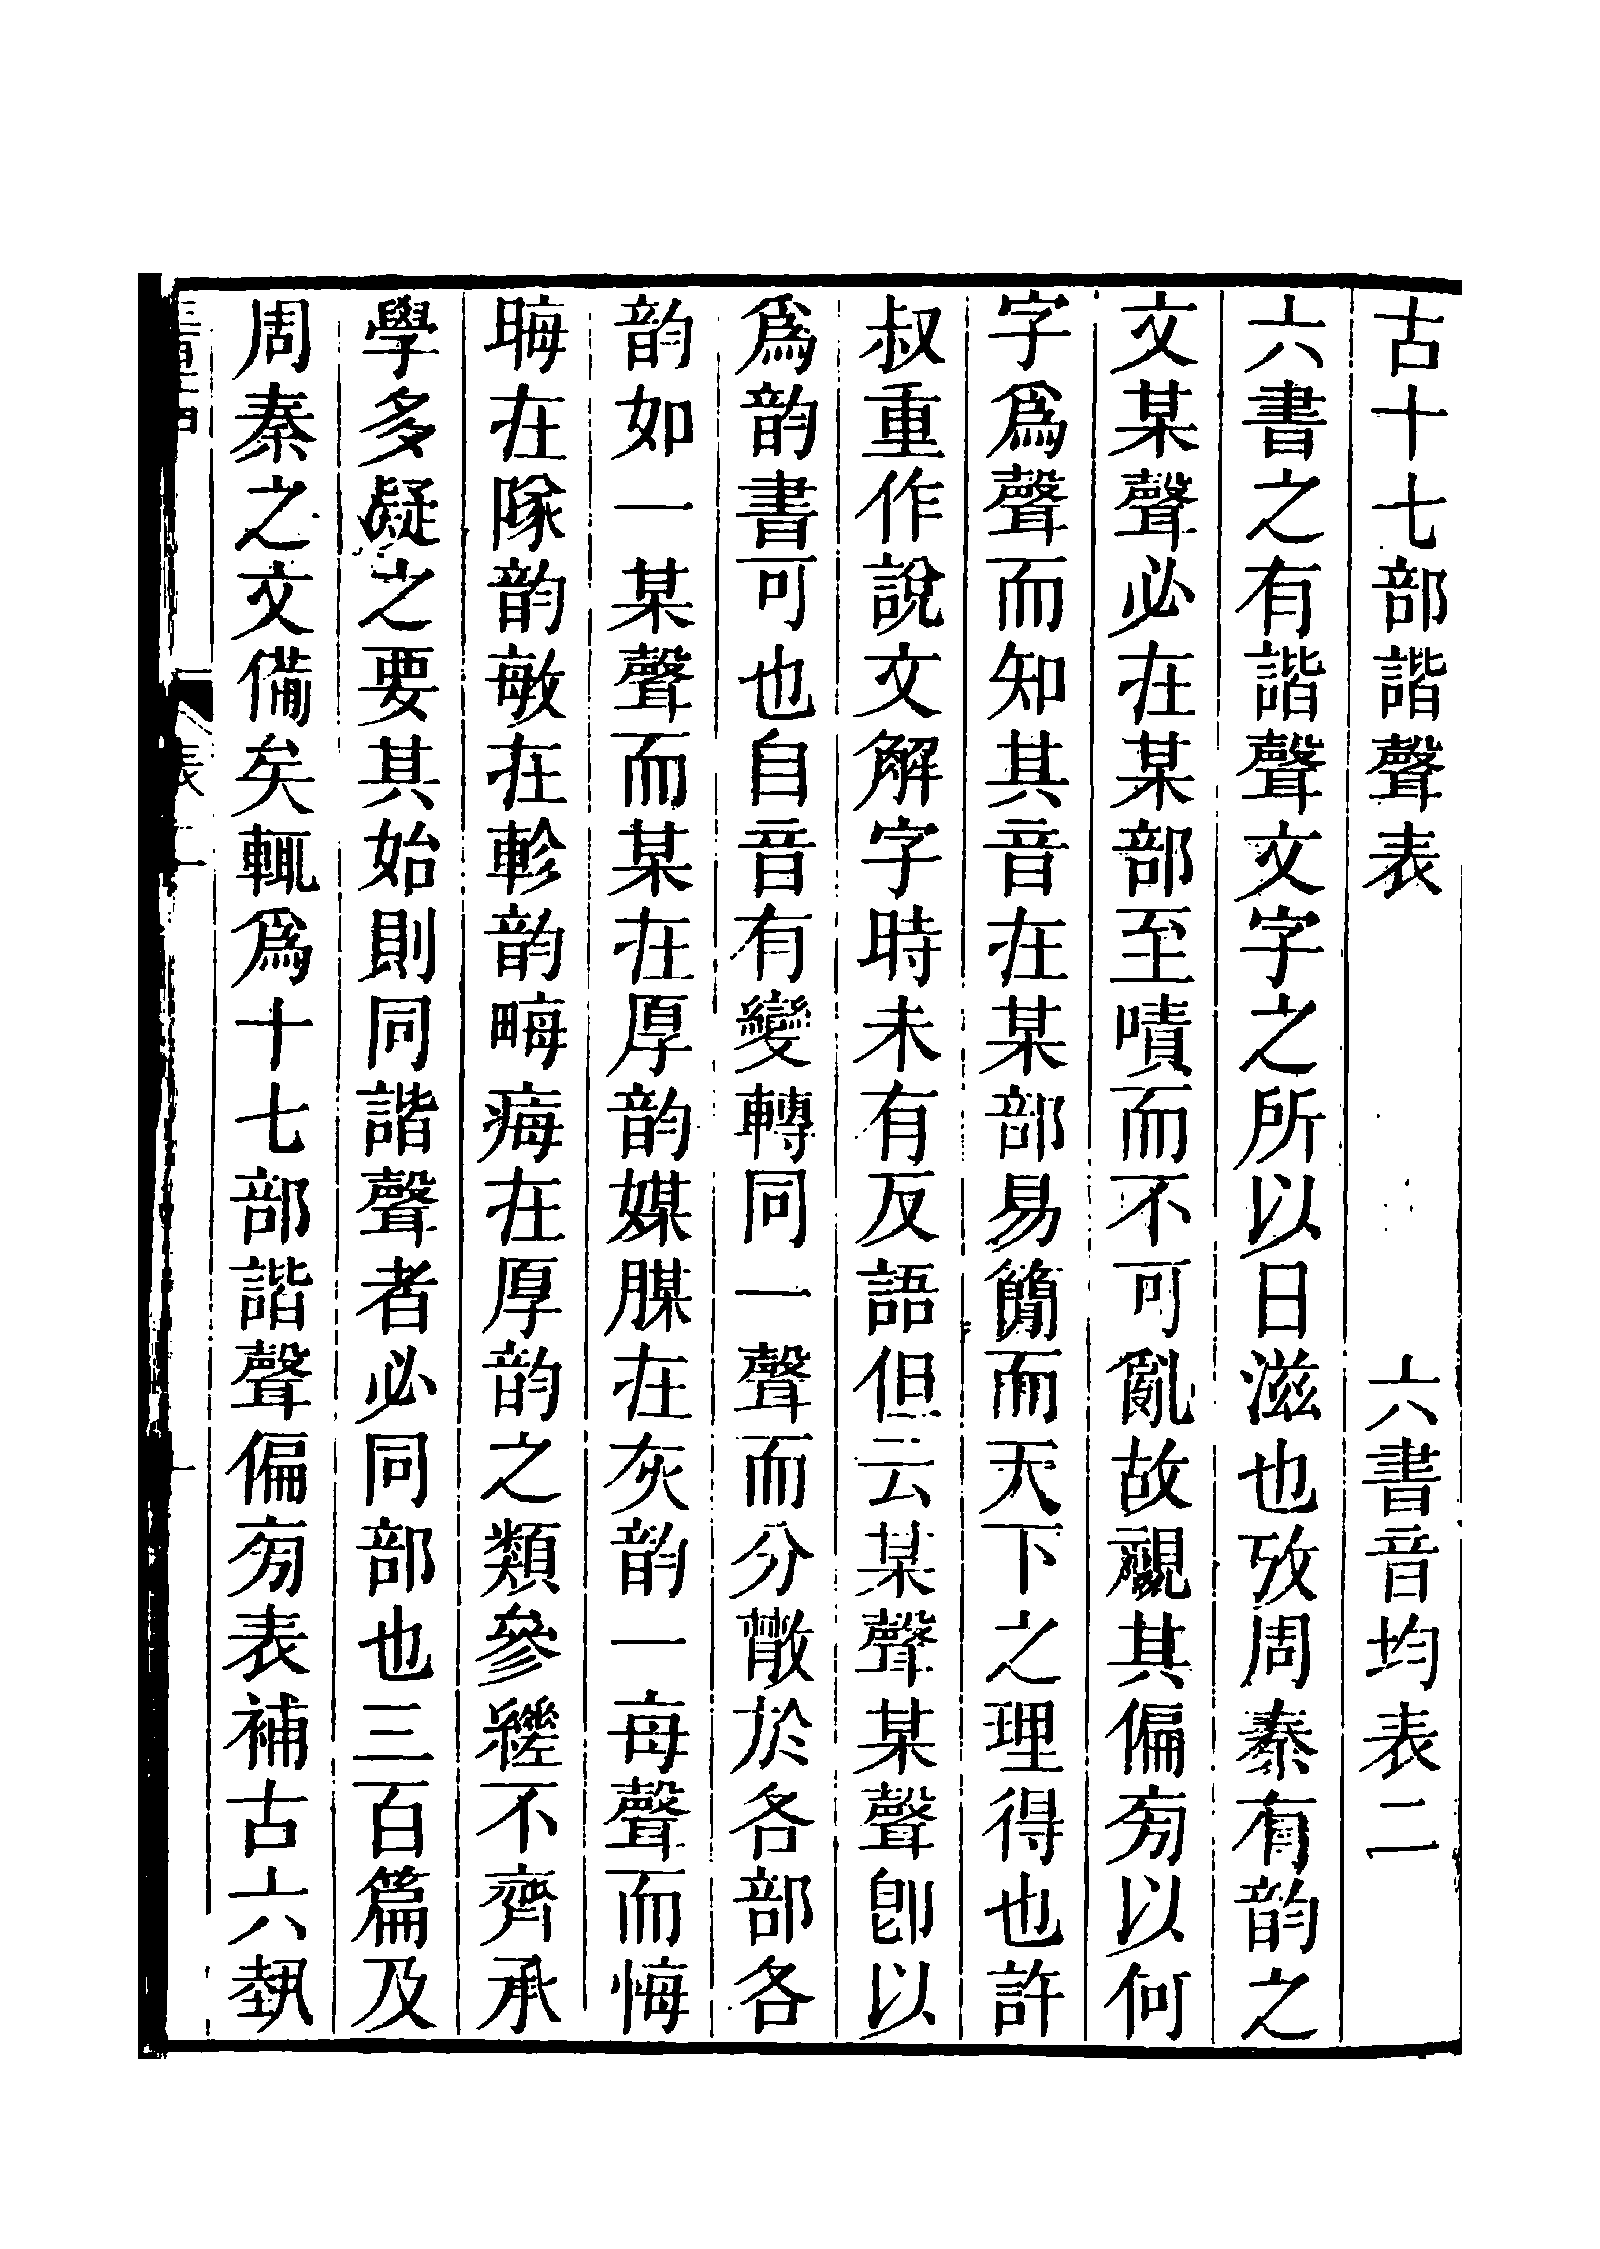 古十七部諧聲表 六書音均表二
六書之有諧聲文字之所以日滋也攷周秦有韵之
文某聲必在某部至嘖而不可亂故覶其偏㫄以何
字爲聲而知其音在某部易簡而天下之理得也許
叔重作說文解字時未有反語但云某聲某聲卽以
爲韵書可也自音有變轉同一聲而分散於各部各
韵如一某聲而某在厚韵媒腜在灰韵一每聲而悔
晦在隊韵敏在軫韵晦痗在厚韵之類參縒不齊承
學多疑之要其始則同諧聲者必同部也三百篇及
周秦之文備矣輒爲十七部諧聲偏㫄表補古六埶